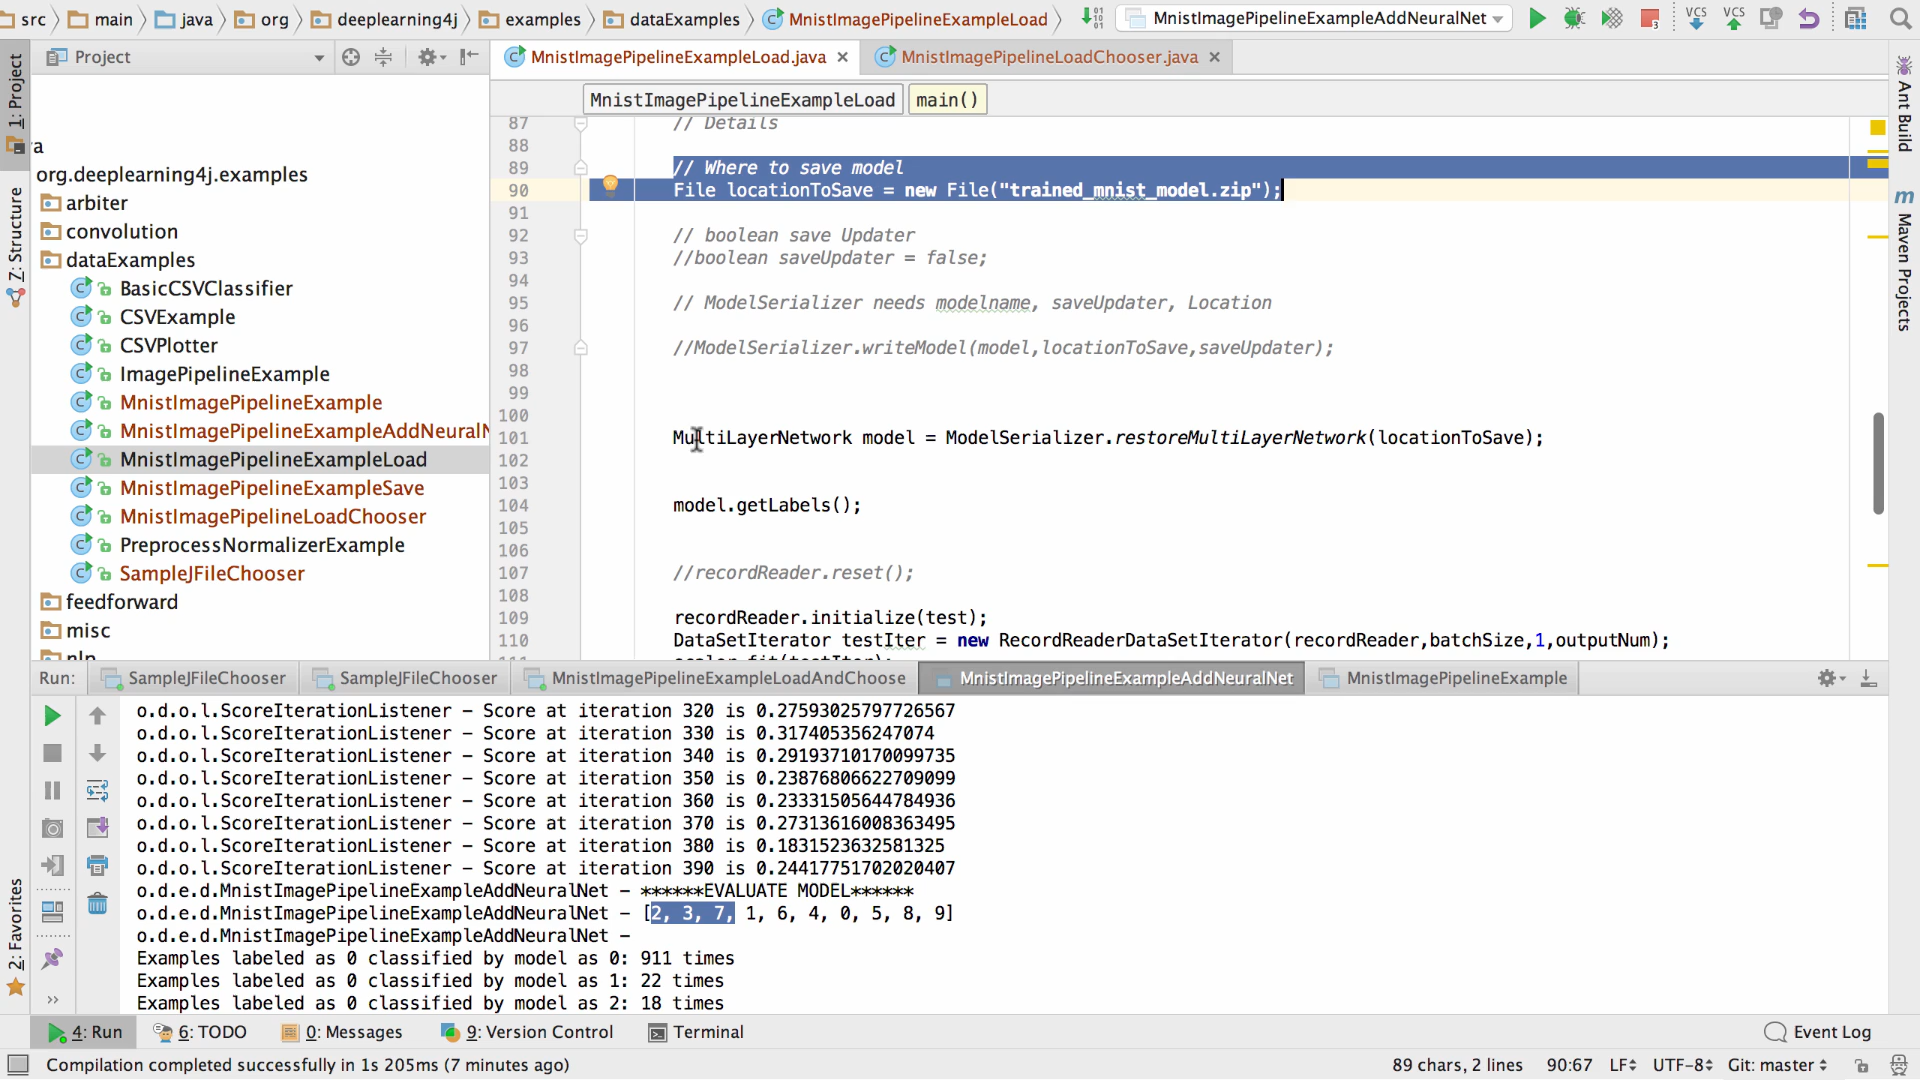 src main java org deeplearning4j examples dataExamples MnistImagePipelineExampleLoad MnistImagePipelineExampleAddNeuralNet
Project
MnistImagePipelineExampleLoad.java MnistImagePipelineLoadChooser.java
MnistImagePipelineExampleLoad main()
1: Project
Z: Structure
2: Favorites
a
org.deeplearning4j.examples
arbiter
convolution
dataExamples
BasicCSVClassifier
CSVExample
CSVPlotter
ImagePipelineExample
MnistImagePipelineExample
MnistImagePipelineExampleAddNeuralN
MnistImagePipelineExampleLoad
MnistImagePipelineExampleSave
MnistImagePipelineLoadChooser
PreprocessNormalizerExample
SampleJFileChooser
feedforward
misc
nlp
87 // Details
88
89 // Where to save model
90 File locationToSave = new File("trained_mnist_model.zip");
91
92 // boolean save Updater
93 //boolean saveUpdater = false;
94
95 // ModelSerializer needs modelname, saveUpdater, Location
96
97 //ModelSerializer.writeModel(model,locationToSave,saveUpdater);
98
99
100
101 MultiLayerNetwork model = ModelSerializer.restoreMultiLayerNetwork(locationToSave);
102
103
104 model.getLabels();
105
106
107 //recordReader.reset();
108
109 recordReader.initialize(test);
110 DataSetIterator testIter = new RecordReaderDataSetIterator(recordReader,batchSize,1,outputNum);
111 scaler.fit(testIter);
Ant Build
m Maven Projects
Run: SampleJFileChooser SampleJFileChooser MnistImagePipelineExampleLoadAndChoose MnistImagePipelineExampleAddNeuralNet MnistImagePipelineExample
o.d.o.l.ScoreIterationListener - Score at iteration 320 is 0.27593025797726567
o.d.o.l.ScoreIterationListener - Score at iteration 330 is 0.317405356247074
o.d.o.l.ScoreIterationListener - Score at iteration 340 is 0.29193710170099735
o.d.o.l.ScoreIterationListener - Score at iteration 350 is 0.23876806622709099
o.d.o.l.ScoreIterationListener - Score at iteration 360 is 0.23331505644784936
o.d.o.l.ScoreIterationListener - Score at iteration 370 is 0.27313616008363495
o.d.o.l.ScoreIterationListener - Score at iteration 380 is 0.1831523632581325
o.d.o.l.ScoreIterationListener - Score at iteration 390 is 0.24417751702020407
o.d.e.d.MnistImagePipelineExampleAddNeuralNet - ******EVALUATE MODEL******
o.d.e.d.MnistImagePipelineExampleAddNeuralNet - [2, 3, 7, 1, 6, 4, 0, 5, 8, 9]
o.d.e.d.MnistImagePipelineExampleAddNeuralNet -
Examples labeled as 0 classified by model as 0: 911 times
Examples labeled as 0 classified by model as 1: 22 times
Examples labeled as 0 classified by model as 2: 18 times
4: Run 6: TODO 0: Messages 9: Version Control Terminal Event Log
Compilation completed successfully in 1s 205ms (7 minutes ago) 89 chars, 2 lines 90:67 LF UTF-8 Git: master